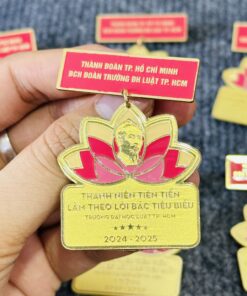 THÀNH ĐOÀN TP. HỒ CHÍ MINH
BCH ĐOÀN TRƯỜNG ĐH LUẬT TP. HCM
THANH NIÊN TIÊN TIẾN
LÀM THEO LỜI BÁC TIÊU BIỂU
TRƯỜNG ĐẠI HỌC LUẬT TP. HCM
2024 - 2025